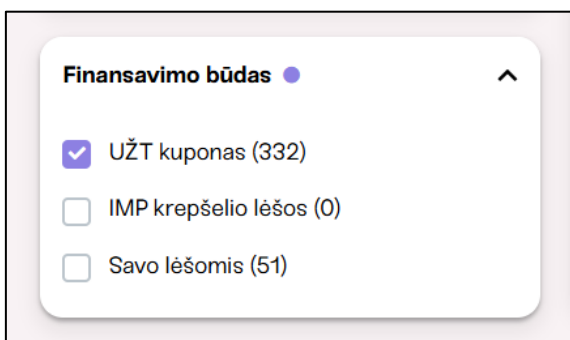 Finansavimo būdas
UŽT kuponas (332)
IMP krepšelio lėšos (0)
Savo lėšomis (51)